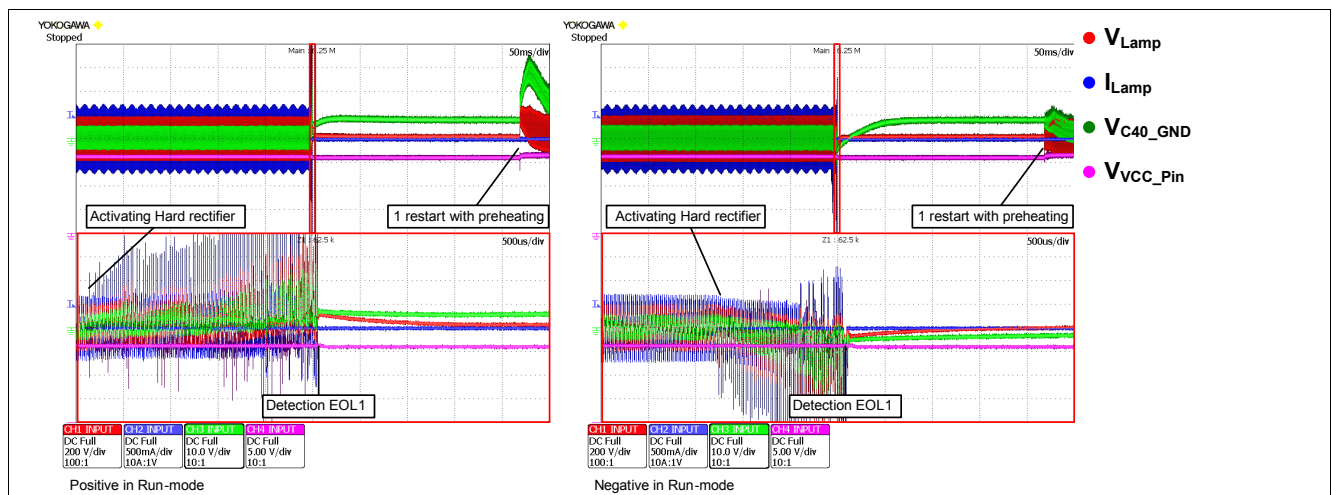 YOKOGAWA
Stopped
Main : 6.25 M
50ms/div
Activating Hard rectifier
1 restart with preheating
Z1 : 62.5 k
500us/div
Detection EOL1
CH1 INPUT
DC Full
200 V/div
100:1
CH2 INPUT
DC Full
500mA/div
10A:1V
CH3 INPUT
DC Full
10.0 V/div
10:1
CH4 INPUT
DC Full
5.00 V/div
10:1
Positive in Run-mode
YOKOGAWA
Stopped
Main : 6.25 M
50ms/div
Activating Hard rectifier
1 restart with preheating
Z1 : 62.5 k
500us/div
Detection EOL1
CH1 INPUT
DC Full
200 V/div
100:1
CH2 INPUT
DC Full
500mA/div
10A:1V
CH3 INPUT
DC Full
10.0 V/div
10:1
CH4 INPUT
DC Full
5.00 V/div
10:1
Negative in Run-mode
VLamp
ILamp
VC40_GND
VVCC_Pin